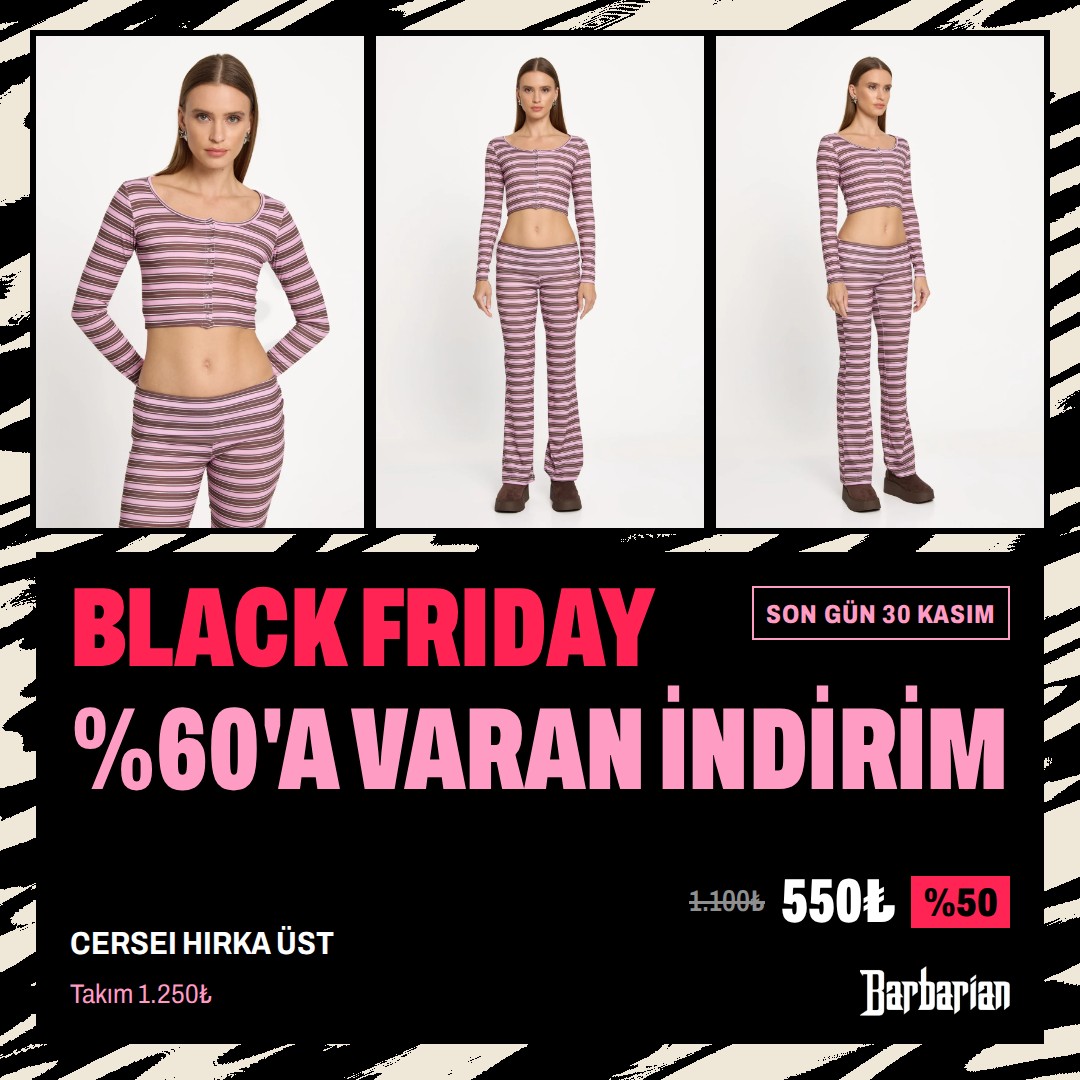 BLACK FRIDAY
SON GÜN 30 KASIM
%60'A VARAN İNDİRİM
1.100₺ 550₺ %50
CERSEI HIRKA ÜST
Takım 1.250₺
Barbarian